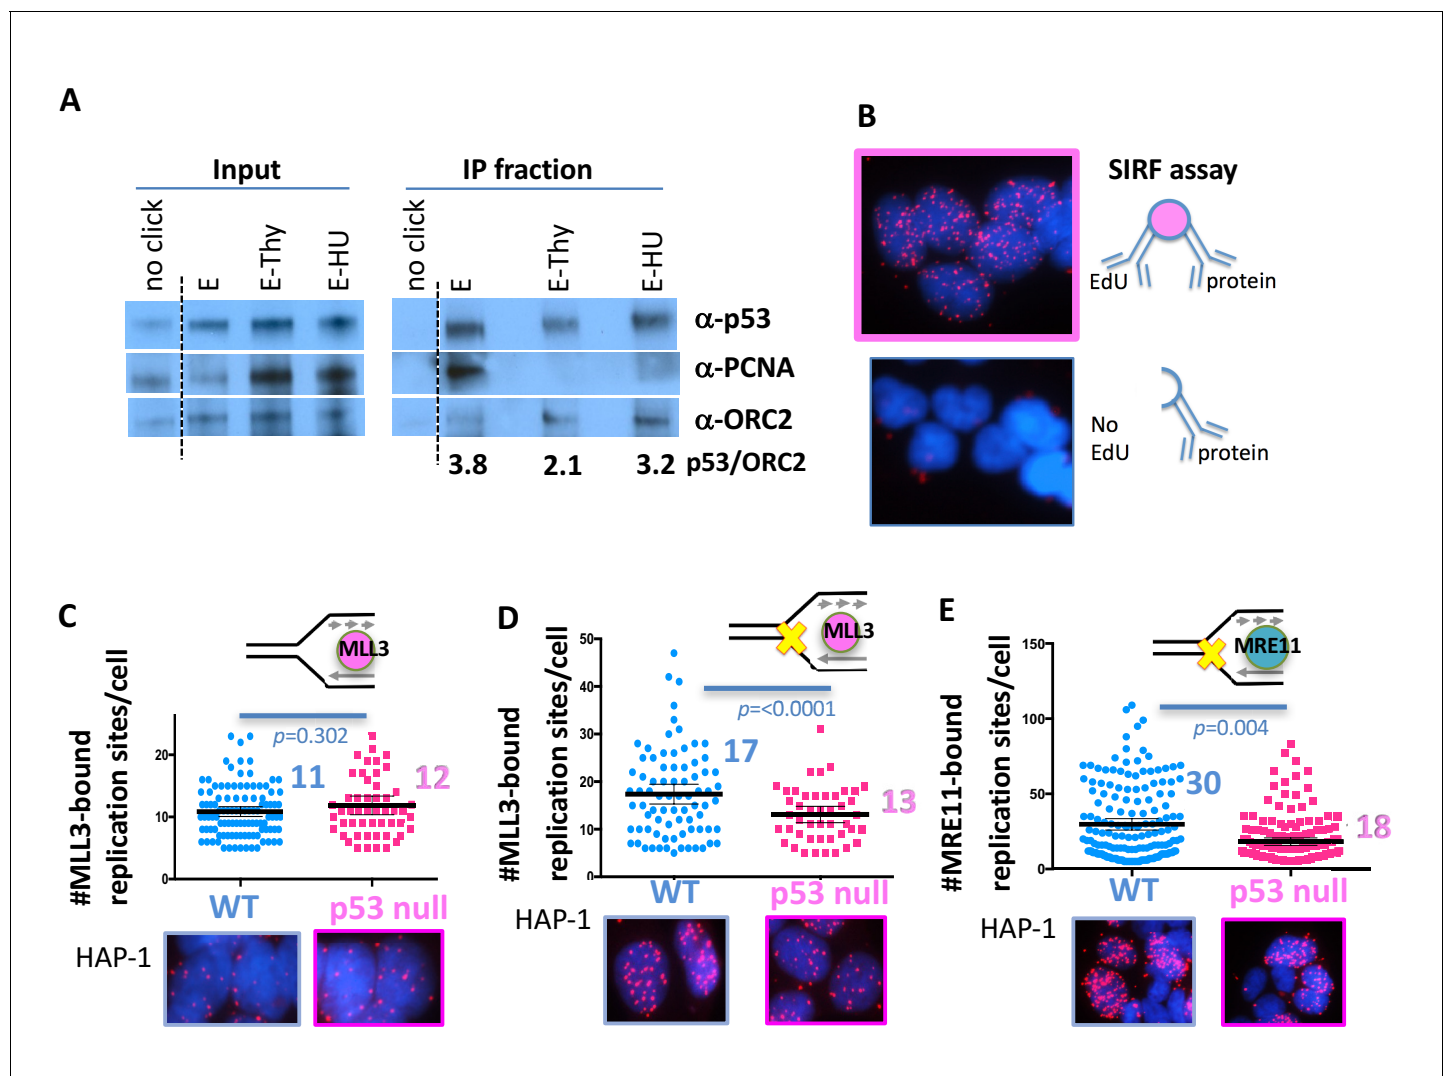 A
Input
IP fraction
no click
E
E-Thy
E-HU
no click
E
E-Thy
E-HU
α-p53
α-PCNA
α-ORC2
3.8 2.1 3.2 p53/ORC2
B
SIRF assay
EdU protein
No
EdU
protein
C
MLL3
#MLL3-bound
replication sites/cell
p=0.302
20
10
0
11
12
WT
p53 null
HAP-1
D
MLL3
#MLL3-bound
replication sites/cell
p=<0.0001
50
40
30
20
10
0
17
13
WT
p53 null
HAP-1
E
MRE11
#MRE11-bound
replication sites/cell
p=0.004
150
100
50
0
30
18
WT
p53 null
HAP-1